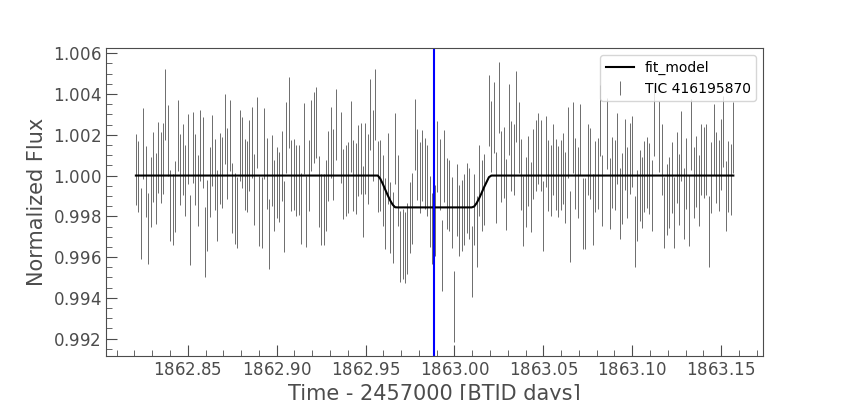 1.006
1.004
1.002
1.000
0.998
0.996
0.994
0.992
Normalized Flux
fit_model
TIC 416195870
1862.85 1862.90 1862.95 1863.00 1863.05 1863.10 1863.15
Time - 2457000 [BTJD days]